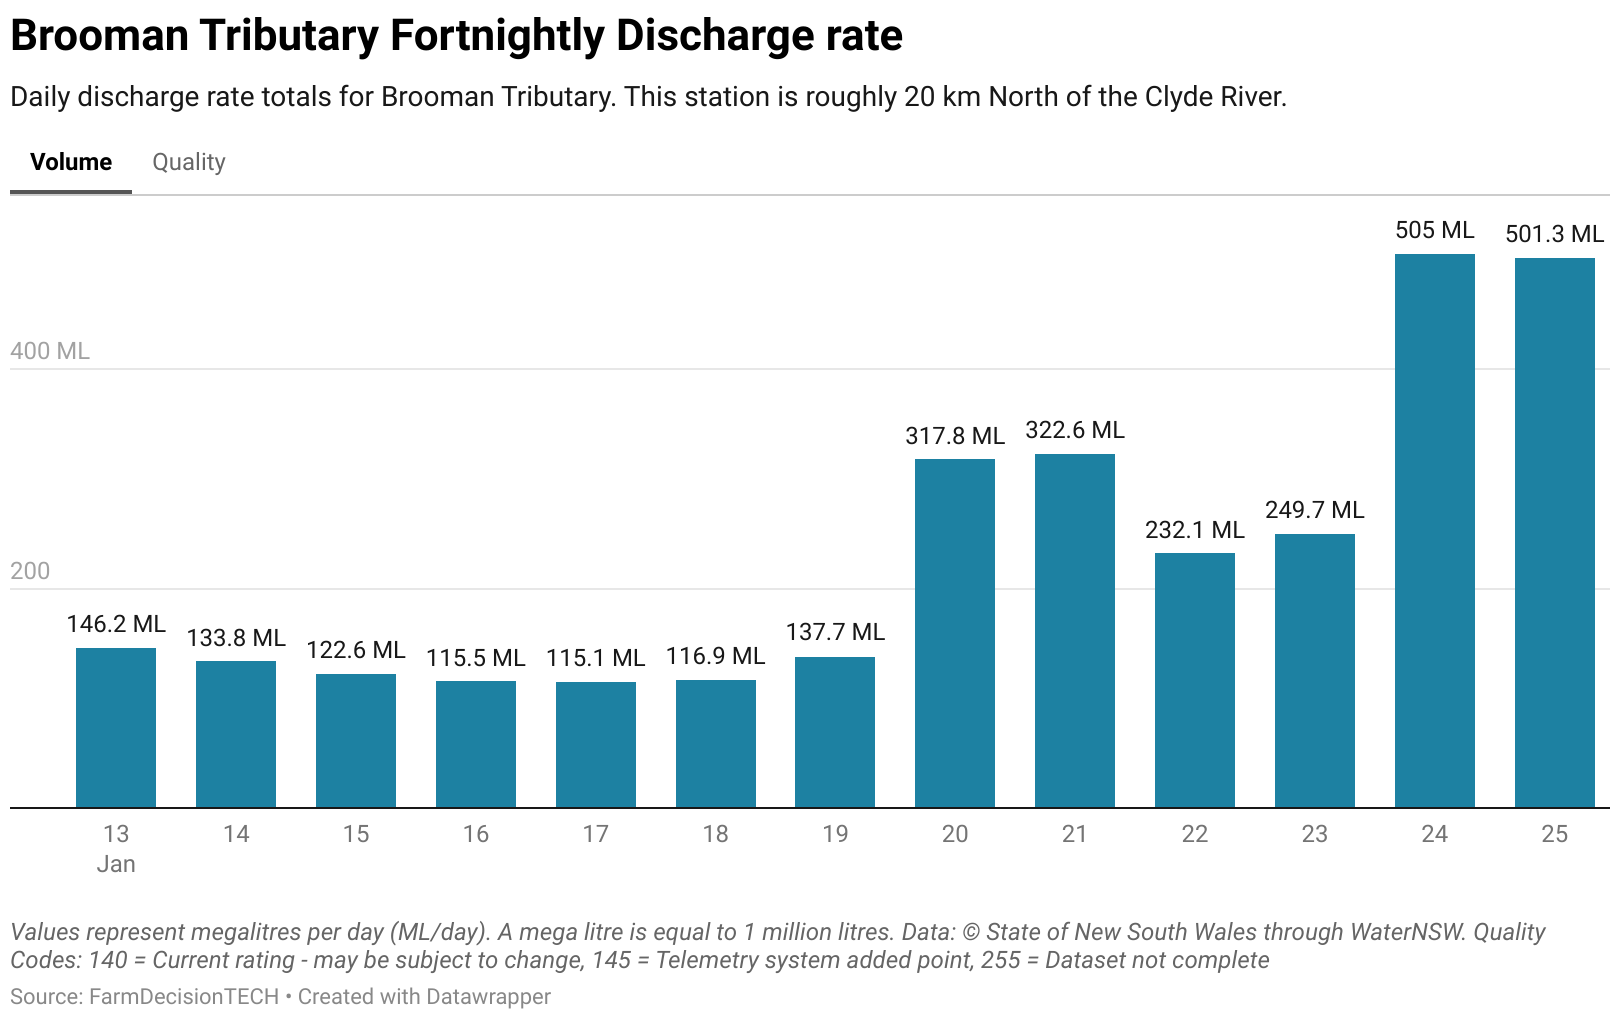 Brooman Tributary Fortnightly Discharge rate
Daily discharge rate totals for Brooman Tributary. This station is roughly 20 km North of the Clyde River.
Volume Quality
505 ML 501.3 ML
400 ML
317.8 ML 322.6 ML
232.1 ML 249.7 ML
200
146.2 ML 133.8 ML 122.6 ML 115.5 ML 115.1 ML 116.9 ML 137.7 ML
13 14 15 16 17 18 19 20 21 22 23 24 25
Jan
Values represent megalitres per day (ML/day). A mega litre is equal to 1 million litres. Data: © State of New South Wales through WaterNSW. Quality
Codes: 140 = Current rating - may be subject to change, 145 = Telemetry system added point, 255 = Dataset not complete
Source: FarmDecisionTECH • Created with Datawrapper